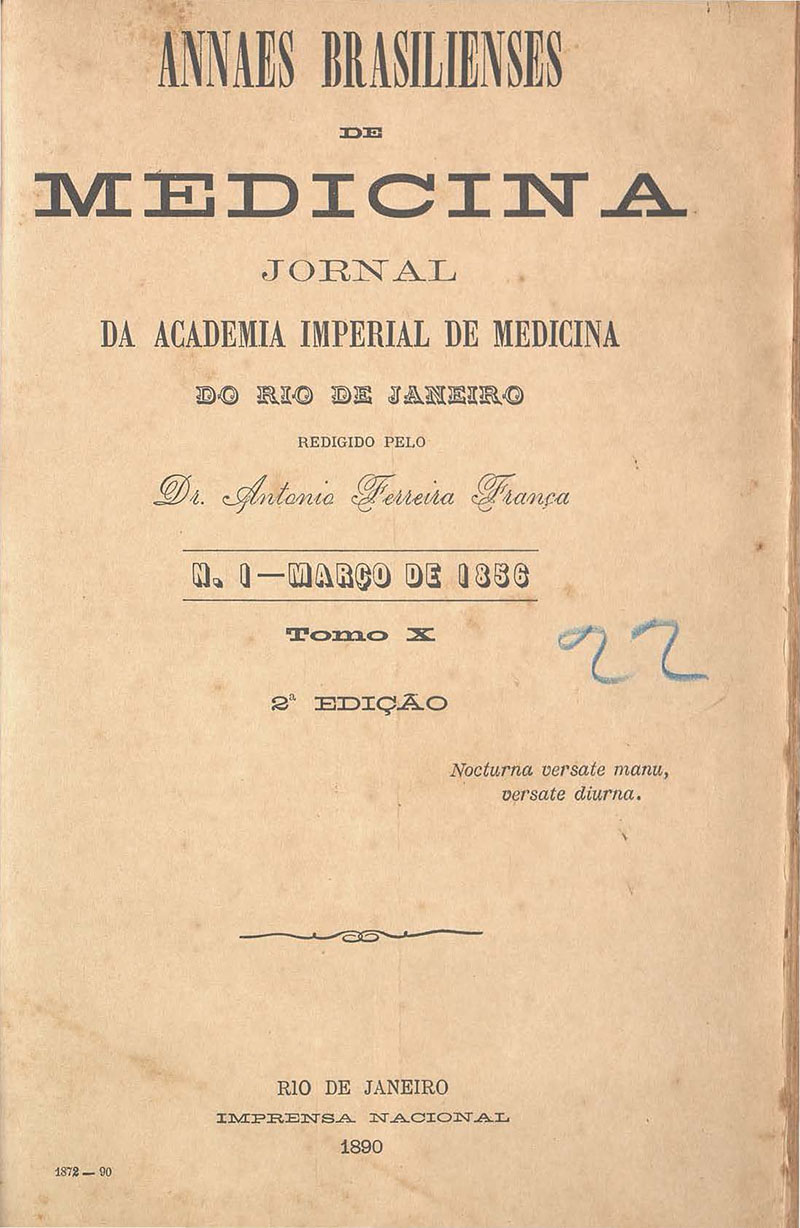 ANNAES BRASILIENSES
DE
MEDICINA
JORNAL
DA ACADEMIA IMPERIAL DE MEDICINA
DO RIO DE JANEIRO
REDIGIDO PELO
Dr. Antonio Ferreira França
N. 1—MARÇO DE 1856
Tomo X
22
2ª EDIÇÃO
Nocturna versate manu,
versate diurna.
RIO DE JANEIRO
IMPRENSA NACIONAL
1890
1872 — 90